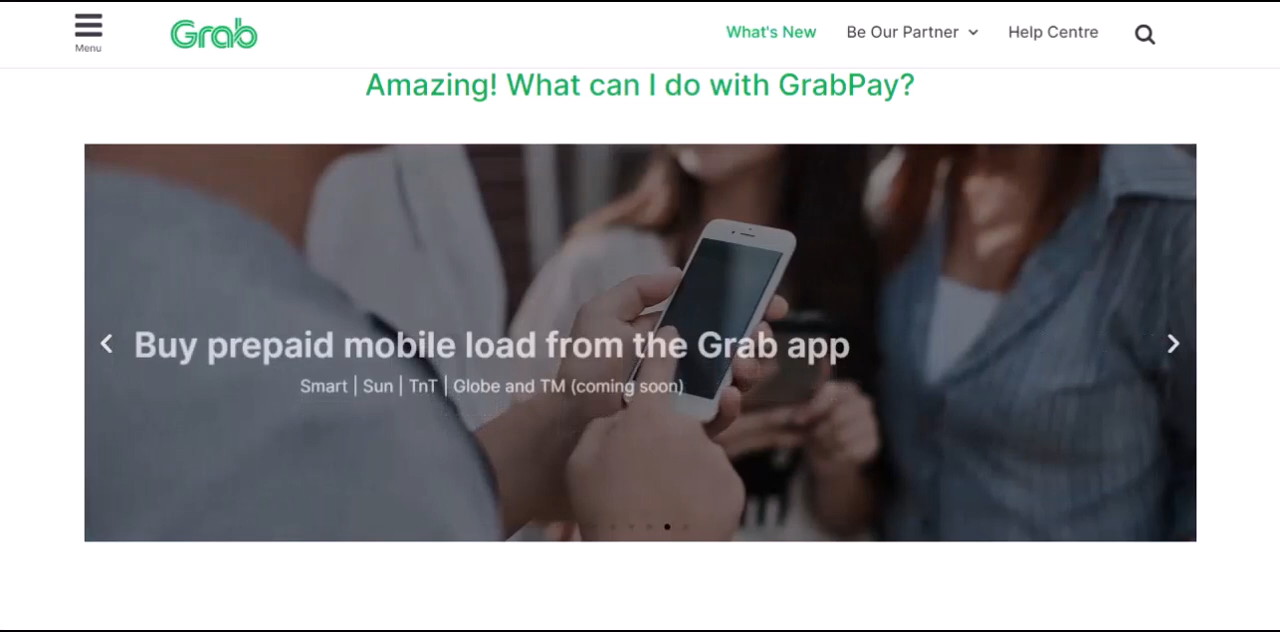 Menu
Grab
What's New
Be Our Partner
Help Centre
Amazing! What can I do with GrabPay?
Buy prepaid mobile load from the Grab app
Smart | Sun | TnT | Globe and TM (coming soon)